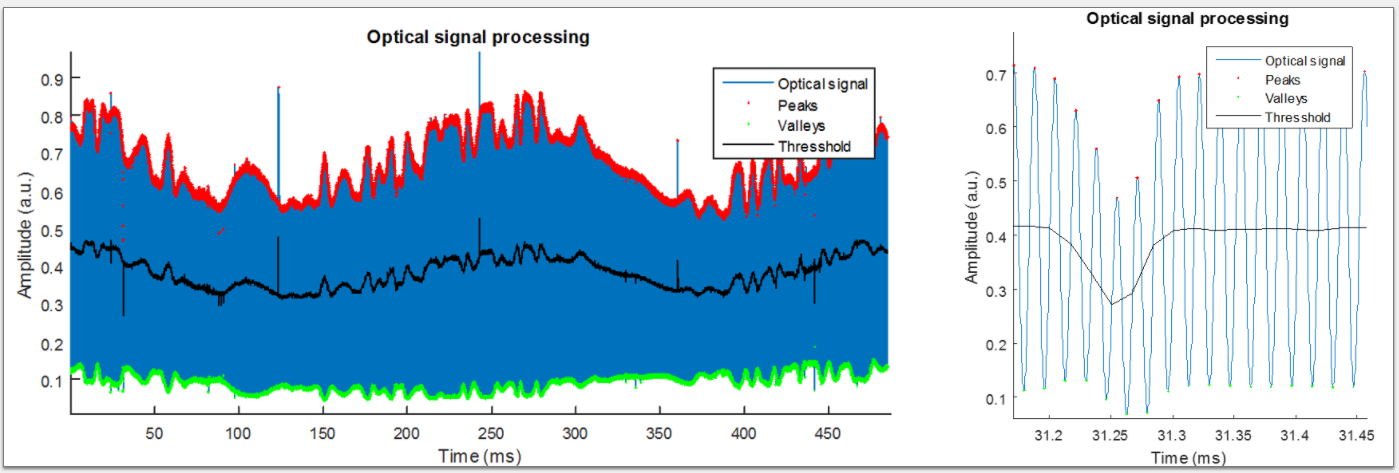 Optical signal processing
Amplitude (a.u.)
0.9
0.8
0.7
0.6
0.5
0.4
0.3
0.2
0.1
Optical signal
Peaks
Valleys
Thresshold
50
100
150
200
250
300
350
400
450
Time (ms)
Optical signal processing
Amplitude (a.u.)
0.7
0.6
0.5
0.4
0.3
0.2
0.1
Optical signal
Peaks
Valleys
Threshold
31.2
31.25
31.3
31.35
31.4
31.45
Time (ms)